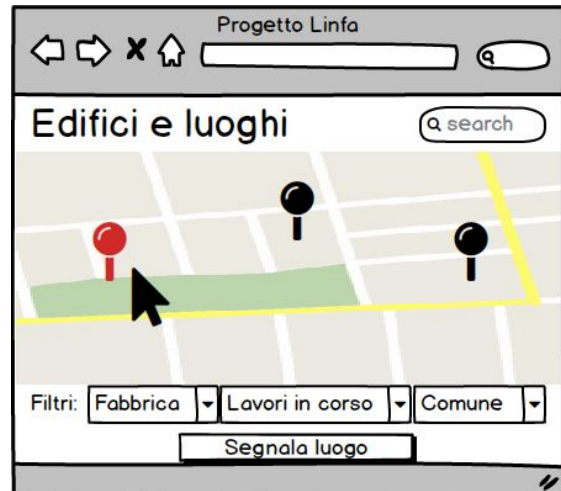 Progetto Linfa
Edifici e luoghi
search
Filtri: Fabbrica Lavori in corso Comune
Segnala luogo